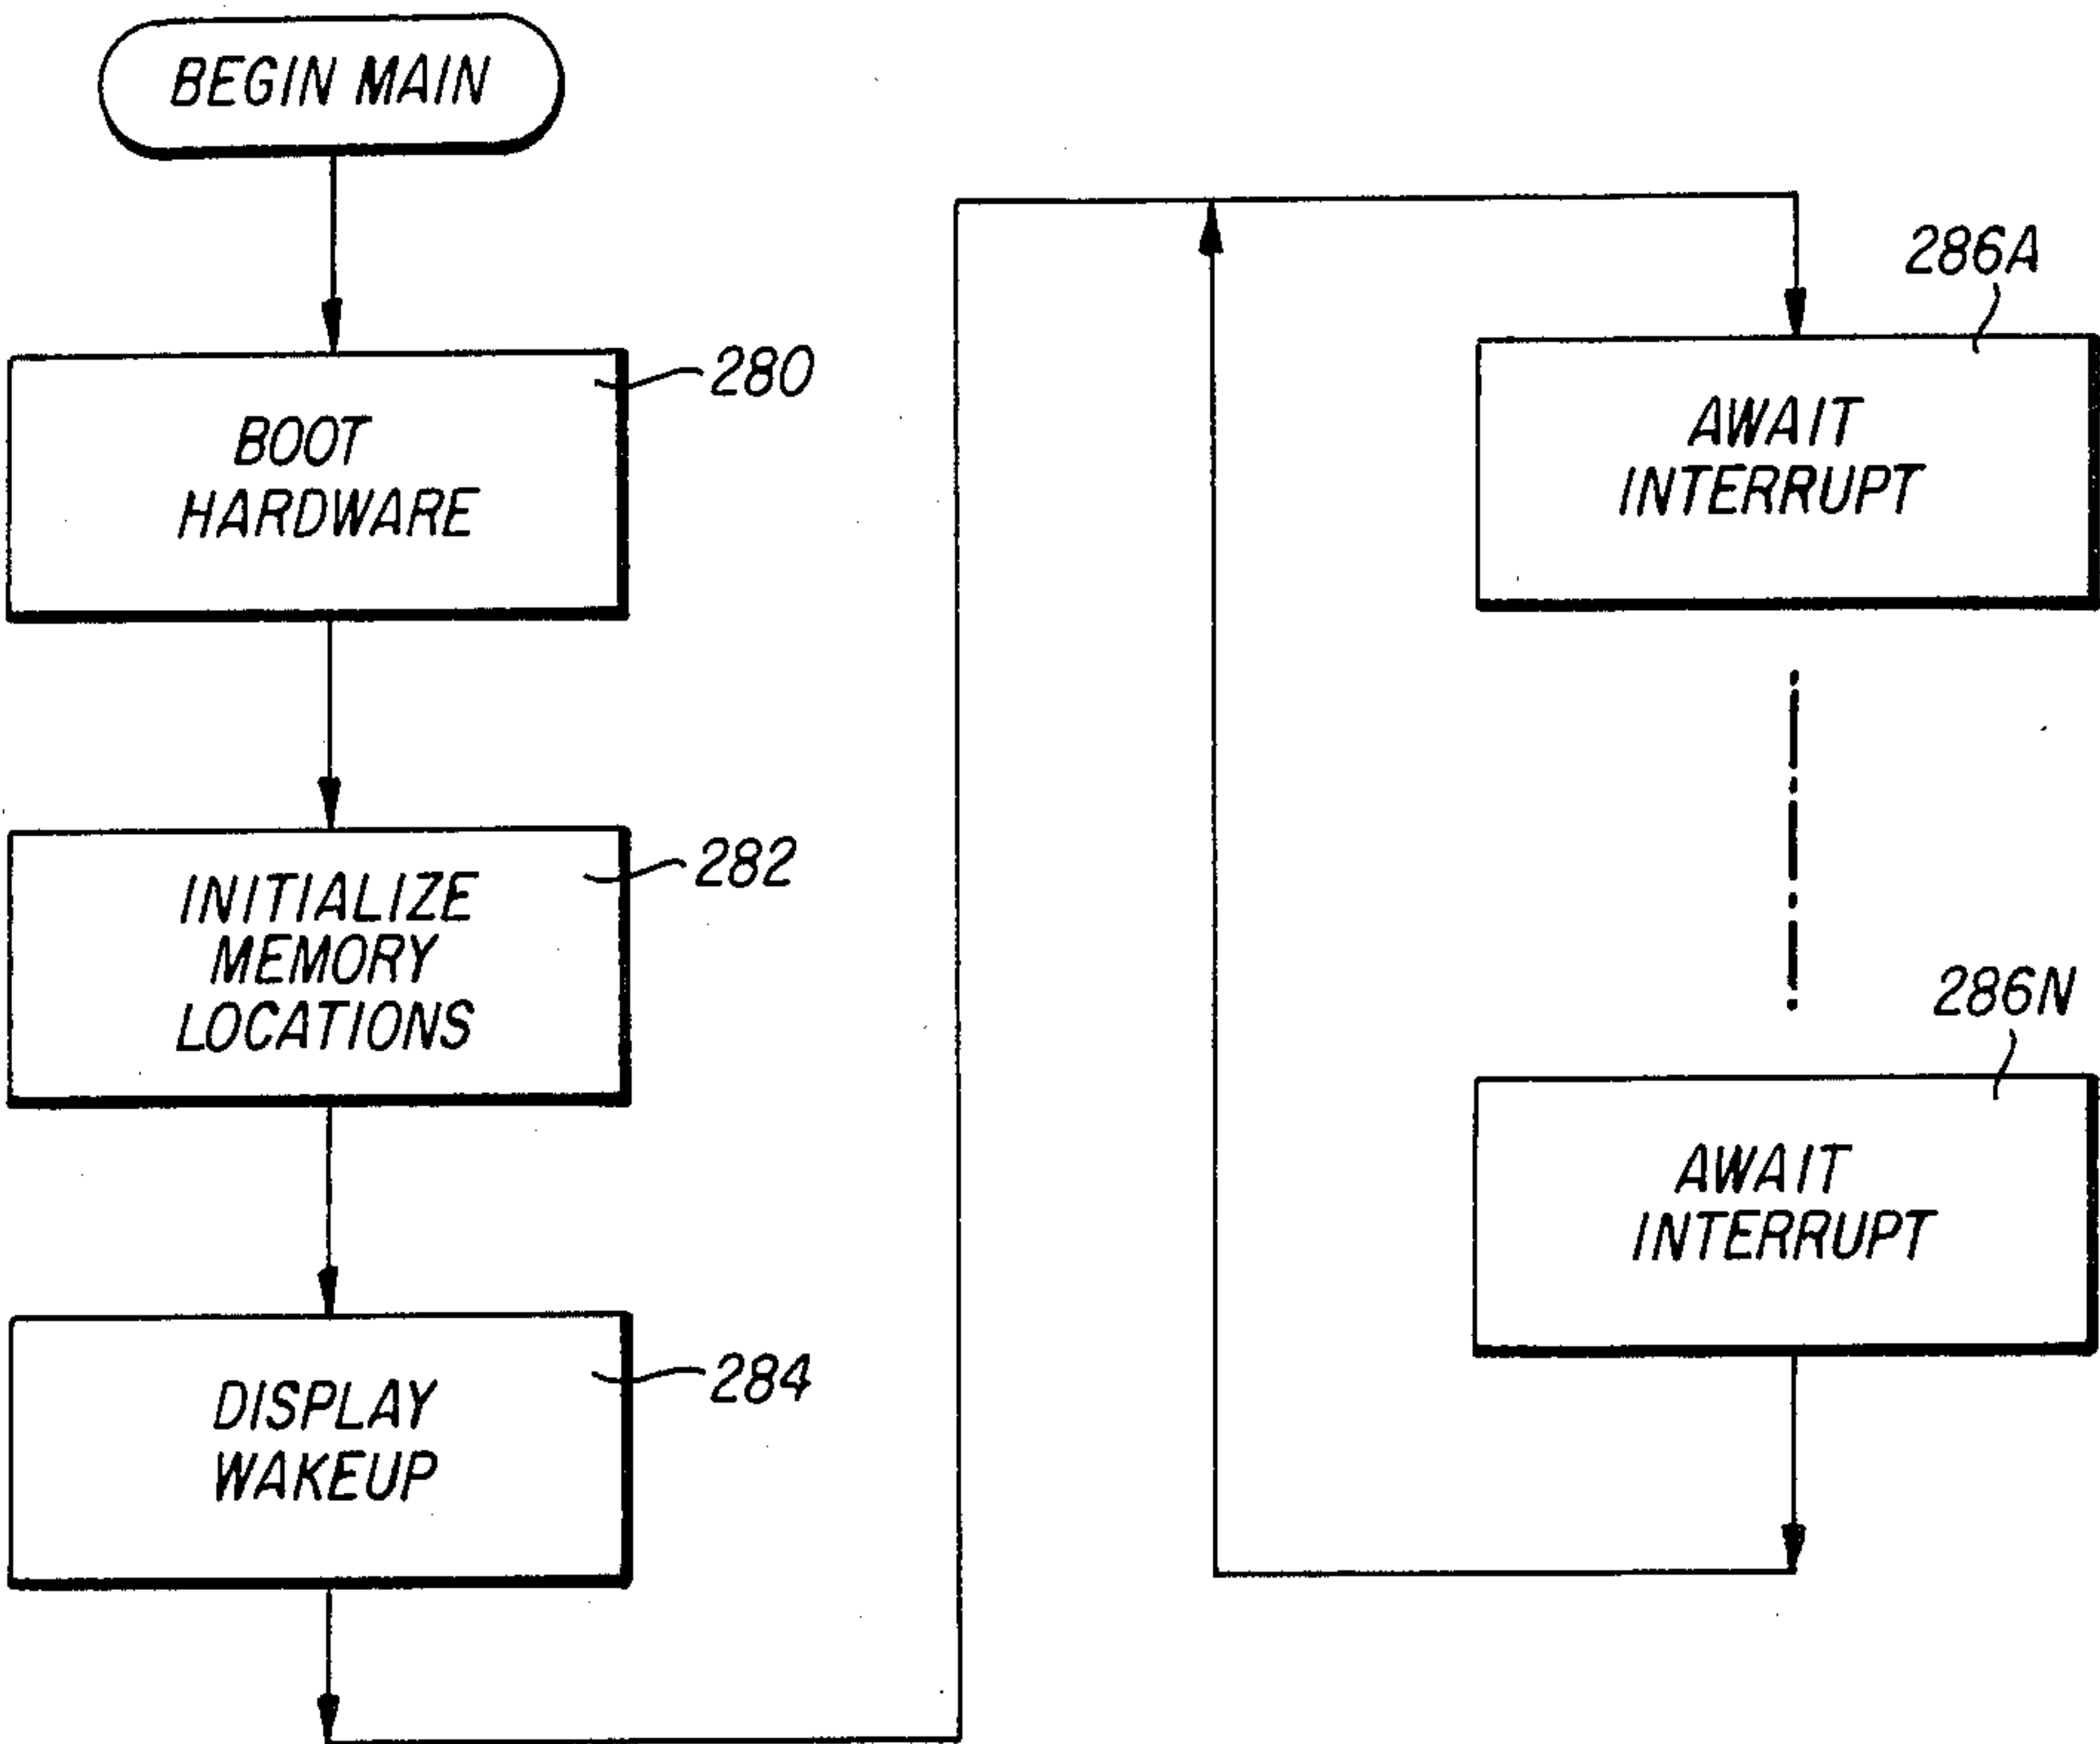 BEGIN MAIN
280
BOOT
HARDWARE
282
INITIALIZE
MEMORY
LOCATIONS
284
DISPLAY
WAKEUP
286A
AWAIT
INTERRUPT
286N
AWAIT
INTERRUPT